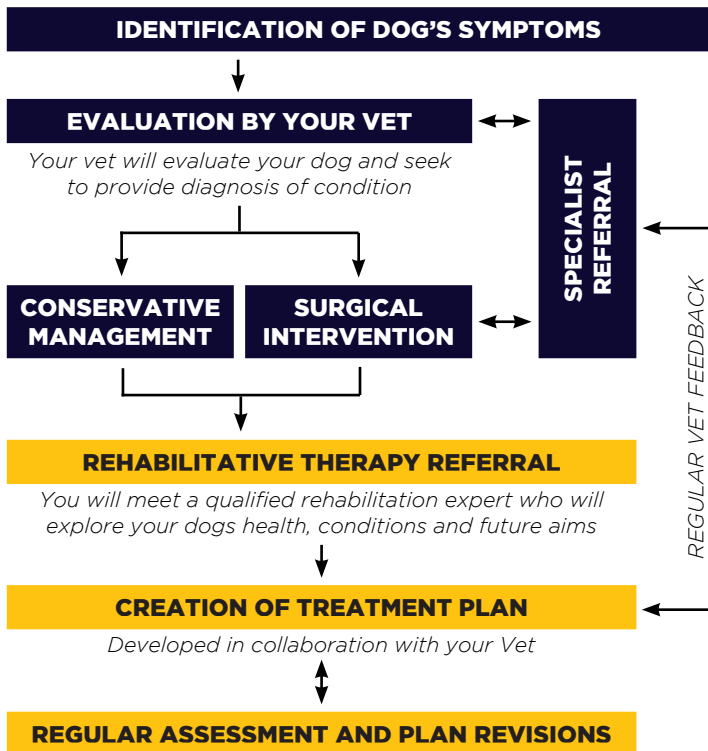 IDENTIFICATION OF DOG'S SYMPTOMS
EVALUATION BY YOUR VET
Your vet will evaluate your dog and seek
to provide diagnosis of condition
SPECIALIST
REFERRAL
CONSERVATIVE
MANAGEMENT
SURGICAL
INTERVENTION
REGULAR VET FEEDBACK
REHABILITATIVE THERAPY REFERRAL
You will meet a qualified rehabilitation expert who will
explore your dogs health, conditions and future aims
CREATION OF TREATMENT PLAN
Developed in collaboration with your Vet
REGULAR ASSESSMENT AND PLAN REVISIONS